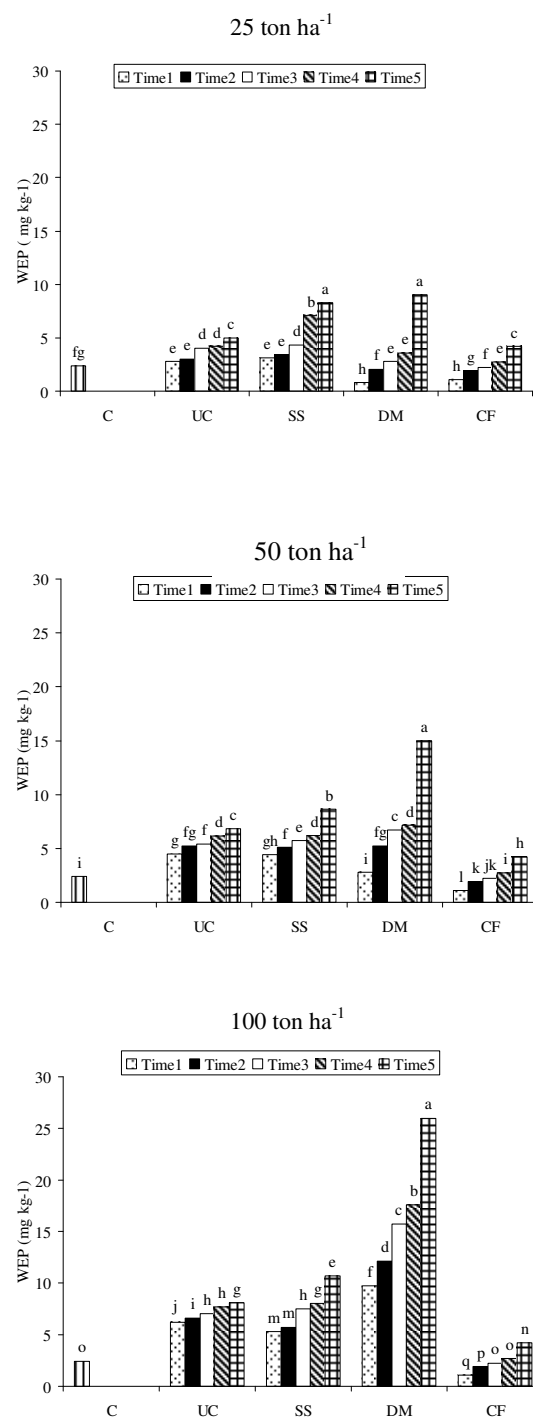 25 ton ha-1
Time1 Time2 Time3 Time4 Time5
30
25
20
15
10
5
0
WEP ( mg kg-1)
fg e e d d c e e d b a h f e e a h g f e c
C UC SS DM CF
50 ton ha-1
Time1 Time2 Time3 Time4 Time5
30
25
20
15
10
5
0
WEP (mg kg-1)
i g fg f d c gh f e d b i fg c d a l k jk i h
C UC SS DM CF
100 ton ha-1
Time1 Time2 Time3 Time4 Time5
30
25
20
15
10
5
0
WEP (mg kg-1)
o j i h h g m m h g e f d c b a q p o o n
C UC SS DM CF